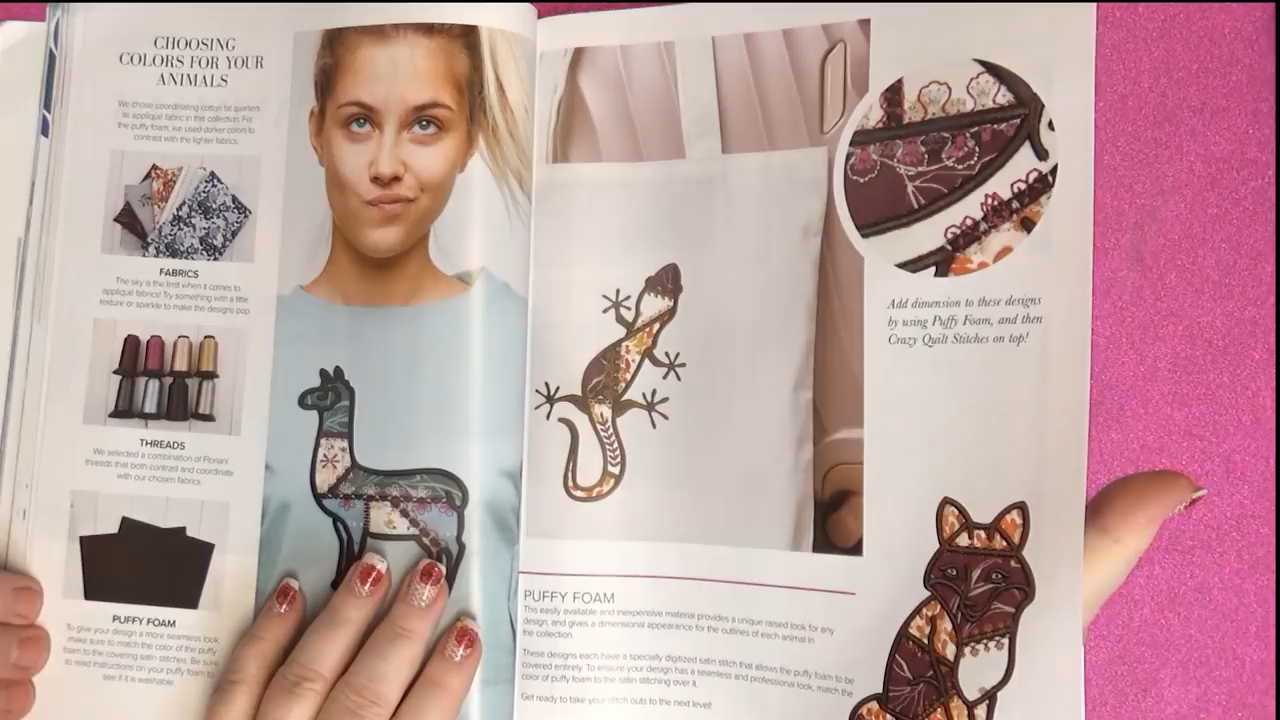 CHOOSING
COLORS FOR YOUR
ANIMALS
We chose coordinating cotton fat quarters
as appliqué fabric in this collection. For
the puffy foam, we used darker colors to
contrast with the lighter fabrics.
FABRICS
The sky is the limit when it comes to
appliqué fabrics! Try something with a little
texture or sparkle to make the designs pop
THREADS
We selected a combination of Floriani
threads that both contrast and coordinate
with our chosen fabrics.
PUFFY FOAM
To give your design a more seamless look,
make sure to match the color of the puffy
foam to the covering satin stitches. Be sure
to read instructions on your puffy foam to
see if it is washable.
Add dimension to these designs
by using Puffy Foam, and then
Crazy Quilt Stitches on top!
PUFFY FOAM
This easily available and inexpensive material provides a unique raised look for any
design, and gives a dimensional appearance for the outlines of each animal in
the collection.
These designs each have a specially digitized satin stitch that allows the puffy foam to be
covered entirely. To ensure your design has a seamless and professional look, match the
color of puffy foam to the satin stitching over it.
Get ready to take your stitch outs to the next level!